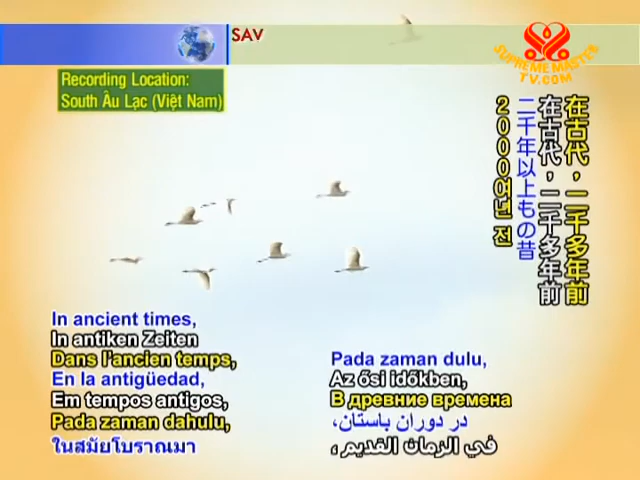 SAV
SUPREME MASTER
TV.COM
Recording Location:
South Âu Lạc (Việt Nam)
在古代，二千多年前
在古代，二千多年前
二千年以上もの昔
2000여년 전
In ancient times,
In antiken Zeiten
Dans l'ancien temps,
En la antigüedad,
Em tempos antigos,
Pada zaman dahulu,
ในสมัยโบราณมา
Pada zaman dulu,
Az ősi időkben,
В древние времена
در دوران باستان،
في الزمان القديم،